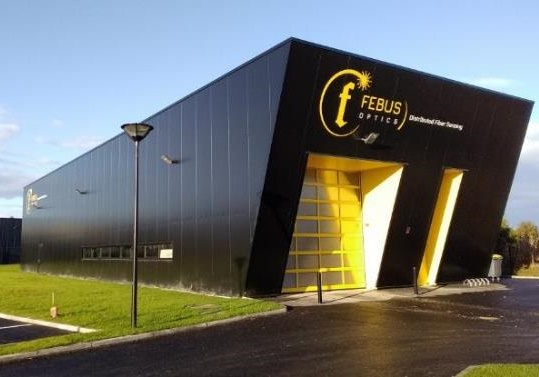 f FEBUS
OPTICS
Distributed Fiber Sensing